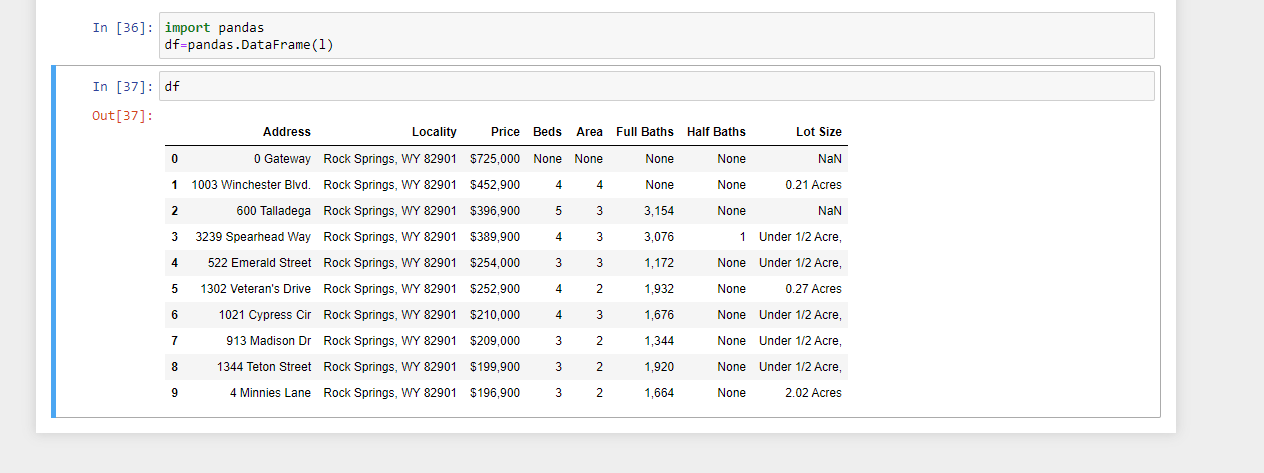 In [36]: import pandas
df=pandas.DataFrame(l)
In [37]: df
Out[37]:
Address Locality Price Beds Area Full Baths Half Baths Lot Size
0 0 Gateway Rock Springs, WY 82901 $725,000 None None None None NaN
1 1003 Winchester Blvd. Rock Springs, WY 82901 $452,900 4 4 None None 0.21 Acres
2 600 Talladega Rock Springs, WY 82901 $396,900 5 3 3,154 None NaN
3 3239 Spearhead Way Rock Springs, WY 82901 $389,900 4 3 3,076 1 Under 1/2 Acre,
4 522 Emerald Street Rock Springs, WY 82901 $254,000 3 3 1,172 None Under 1/2 Acre,
5 1302 Veteran's Drive Rock Springs, WY 82901 $252,900 4 2 1,932 None 0.27 Acres
6 1021 Cypress Cir Rock Springs, WY 82901 $210,000 4 3 1,676 None Under 1/2 Acre,
7 913 Madison Dr Rock Springs, WY 82901 $209,000 3 2 1,344 None Under 1/2 Acre,
8 1344 Teton Street Rock Springs, WY 82901 $199,900 3 2 1,920 None Under 1/2 Acre,
9 4 Minnies Lane Rock Springs, WY 82901 $196,900 3 2 1,664 None 2.02 Acres